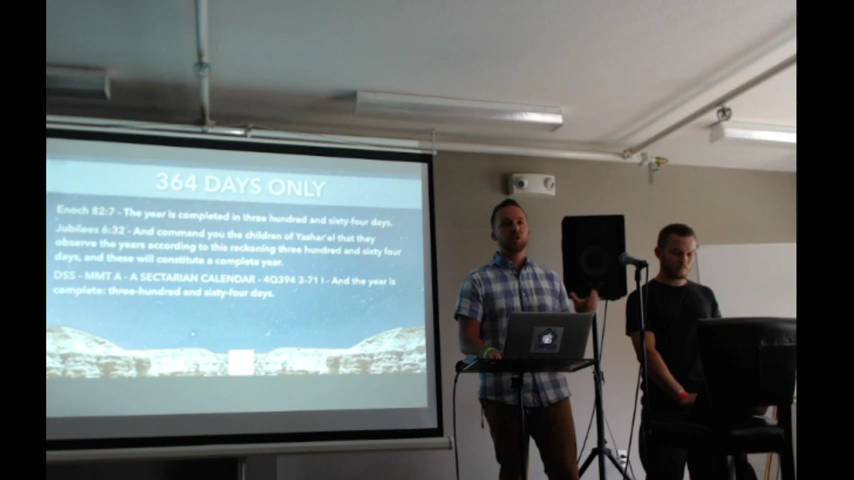 364 DAYS ONLY
Enoch 82:7 - The year is completed in three hundred and sixty-four days.
Jubilees 6:32 - And command you the children of Yashar'el that they
observe the years according to this reckoning three hundred and sixty four
days, and these will constitute a complete year.
DSS - MMT A - A SECTARIAN CALENDAR - 4Q394 3-71 I - And the year is
complete: three-hundred and sixty-four days.